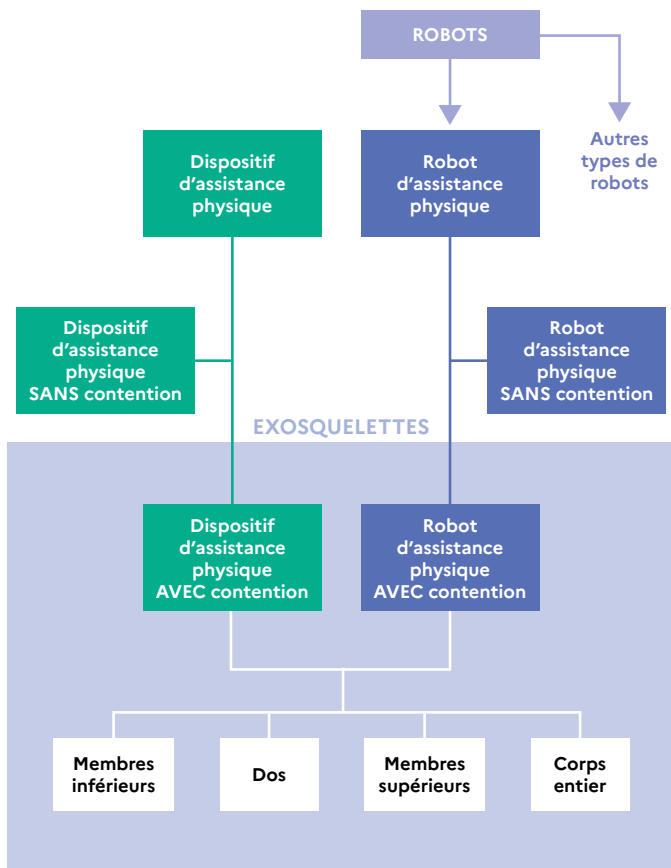 ROBOTS
Autres
types de
robots
Dispositif
d’assistance
physique
Robot
d’assistance
physique
Dispositif
d’assistance
physique
SANS contention
Robot
d’assistance
physique
SANS contention
EXOSQUELETTES
Dispositif
d’assistance
physique
AVEC contention
Robot
d’assistance
physique
AVEC contention
Membres
inférieurs
Dos
Membres
supérieurs
Corps
entier